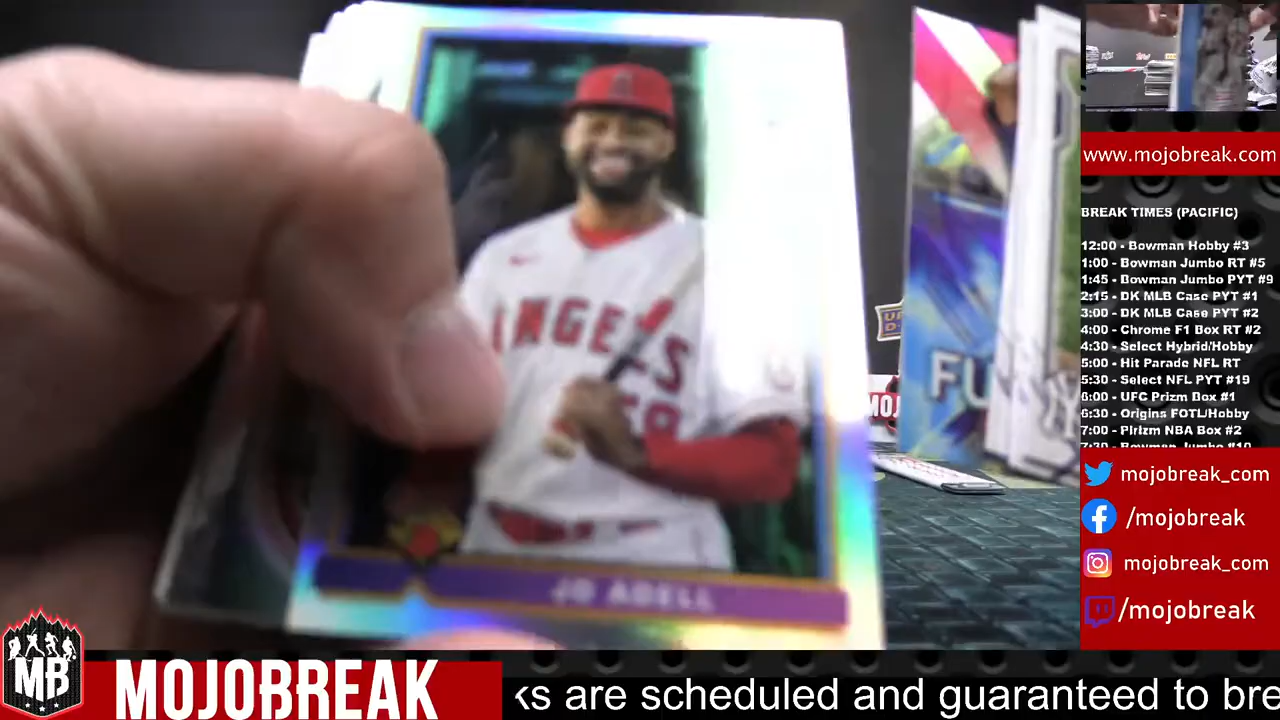 ANGELS
JO ADELL
FU
www.mojobreak.com
BREAK TIMES (PACIFIC)
12:00 - Bowman Hobby #3
1:00 - Bowman Jumbo RT #5
1:45 - Bowman Jumbo PYT #9
2:15 - DK MLB Case PYT #1
3:00 - DK MLB Case PYT #2
4:00 - Chrome F1 Box RT #2
4:30 - Select Hybrid/Hobby
5:00 - Hit Parade NFL RT
5:30 - Select NFL PYT #19
6:00 - UFC Prizm Box #1
6:30 - Origins FOTL/Hobby
7:00 - Pirizm NBA Box #2
7:30 - Bowman Jumbo #10
mojobreak_com
/mojobreak
mojobreak_com
/mojobreak
MB
MOJOBREAK
ks are scheduled and guaranteed to bre